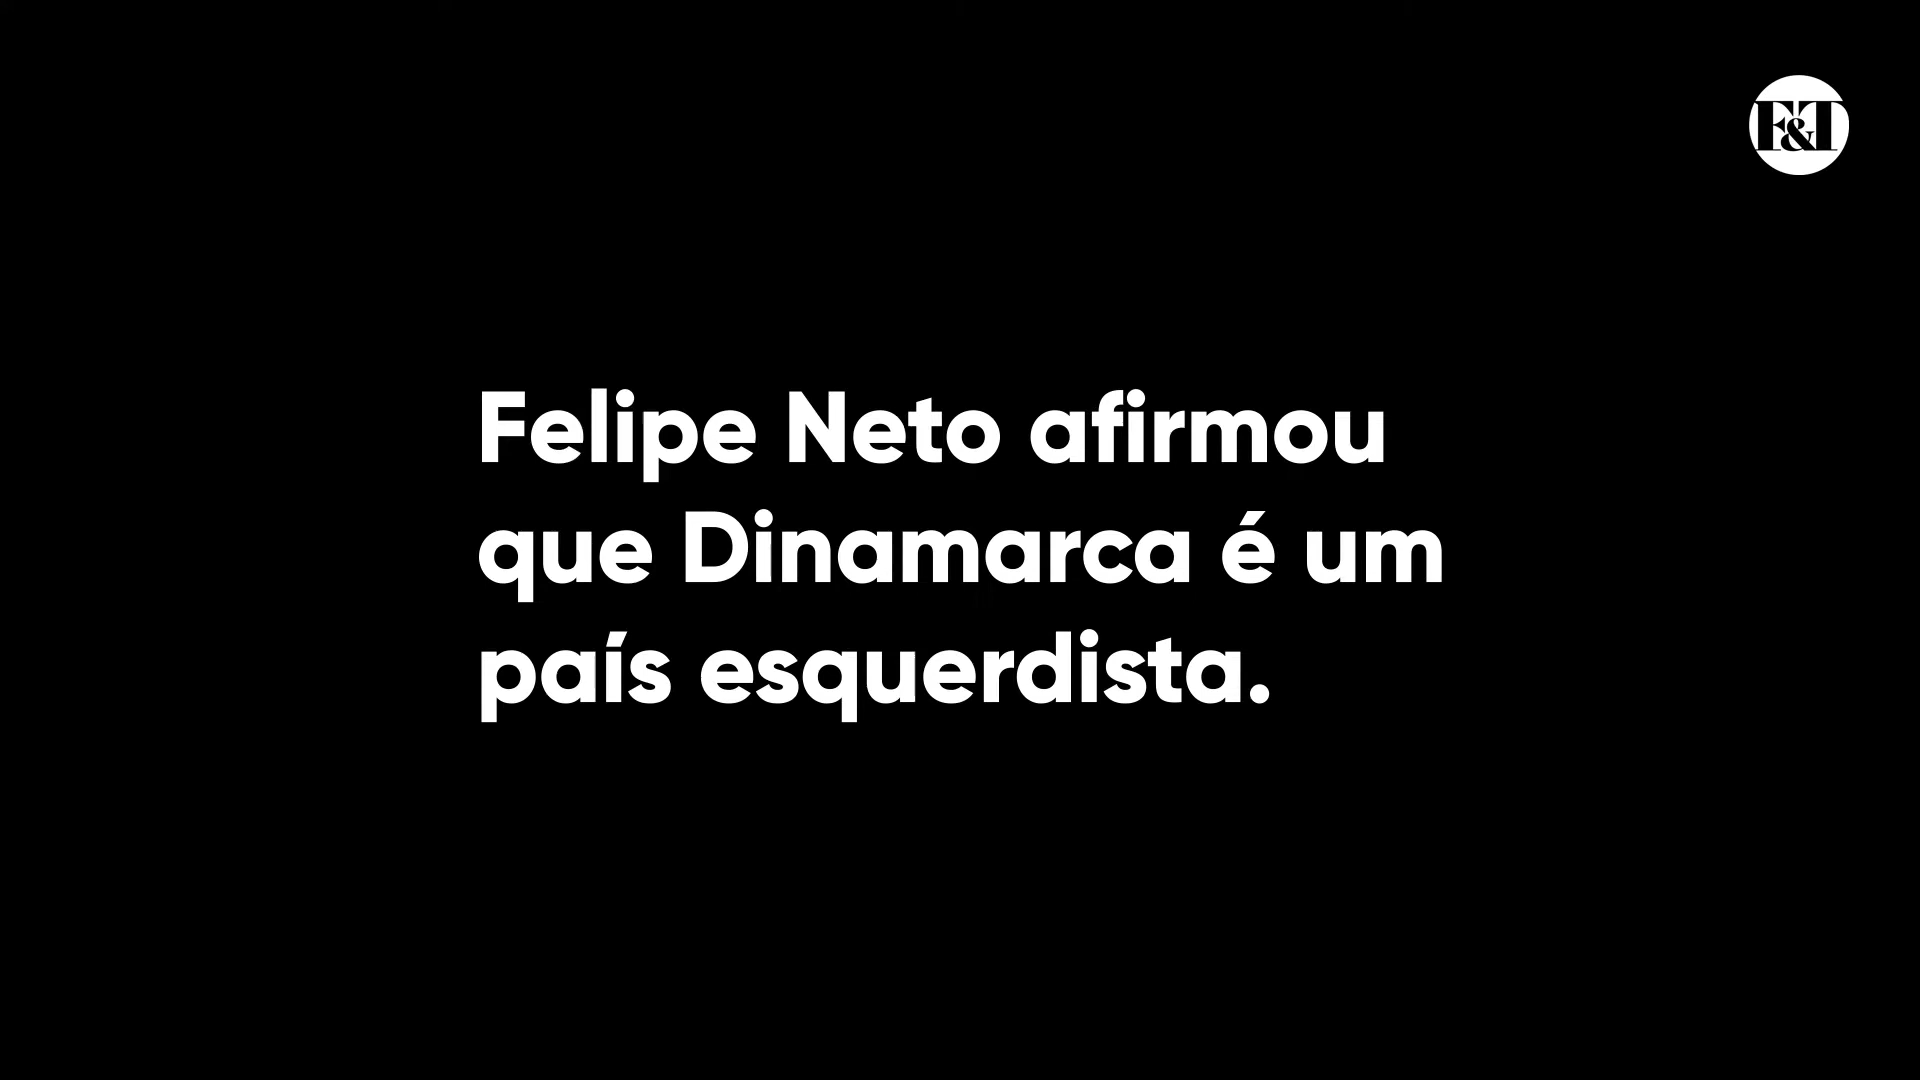 F&T
Felipe Neto afirmou
que Dinamarca é um
país esquerdista.